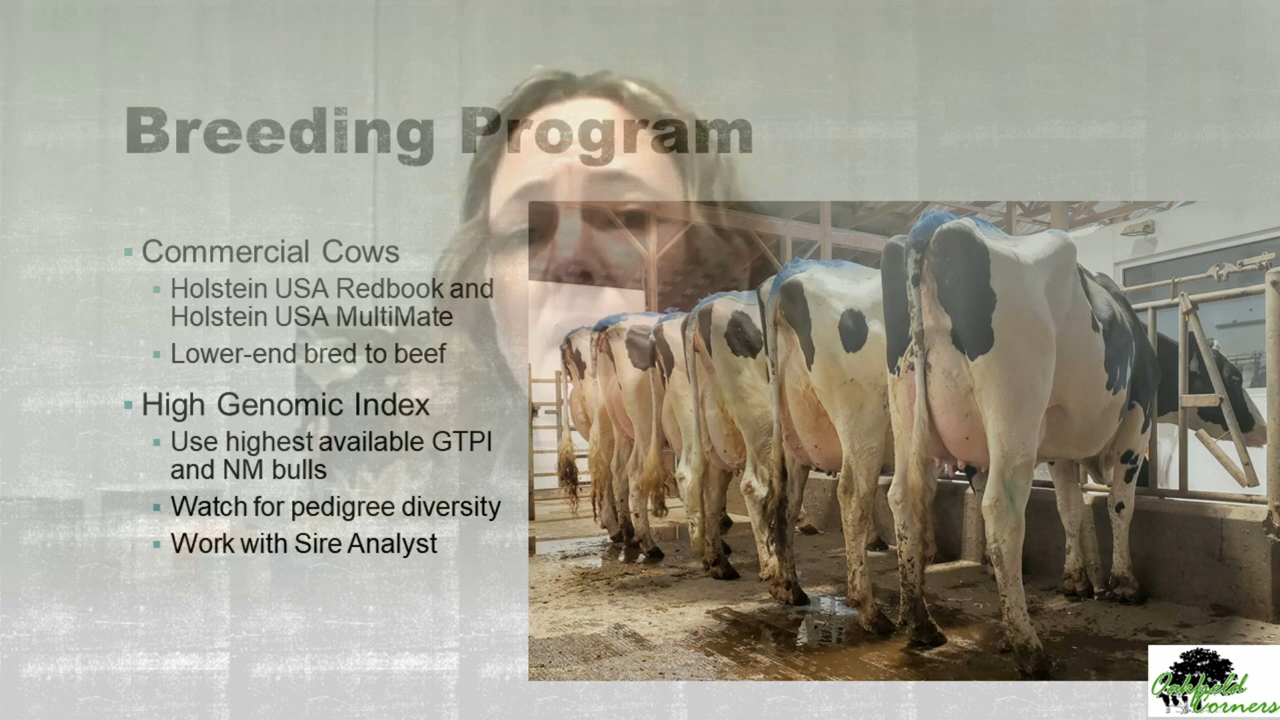 Breeding Program
Commercial Cows
Holstein USA Redbook and
Holstein USA MultiMate
Lower-end bred to beef
High Genomic Index
Use highest available GTPI
and NM bulls
Watch for pedigree diversity
Work with Sire Analyst
Oakfield
Corners